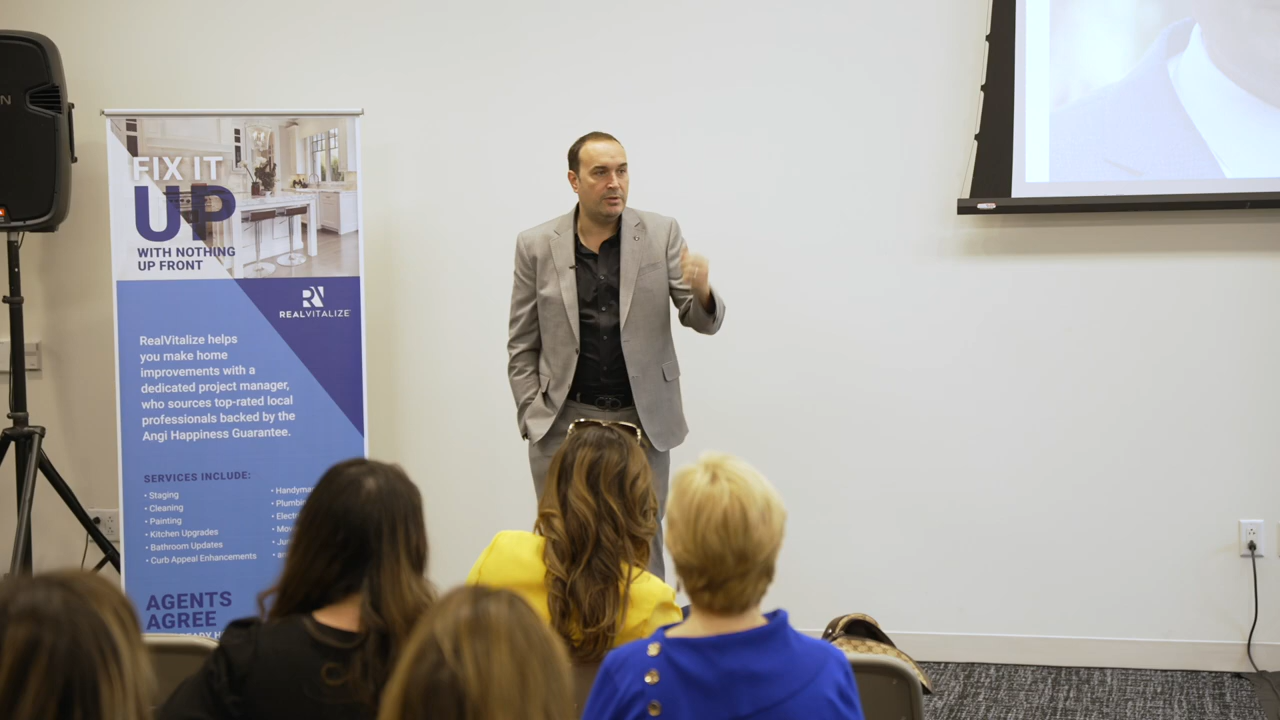 FIX IT
UP
WITH NOTHING
UP FRONT
RN
REALVITALIZE
RealVitalize helps
you make home
improvements with a
dedicated project manager,
who sources top-rated local
professionals backed by the
Angi Happiness Guarantee.
SERVICES INCLUDE:
• Staging
• Cleaning
• Painting
• Kitchen Upgrades
• Bathroom Updates
• Curb Appeal Enhancements
AGENTS
AGREE